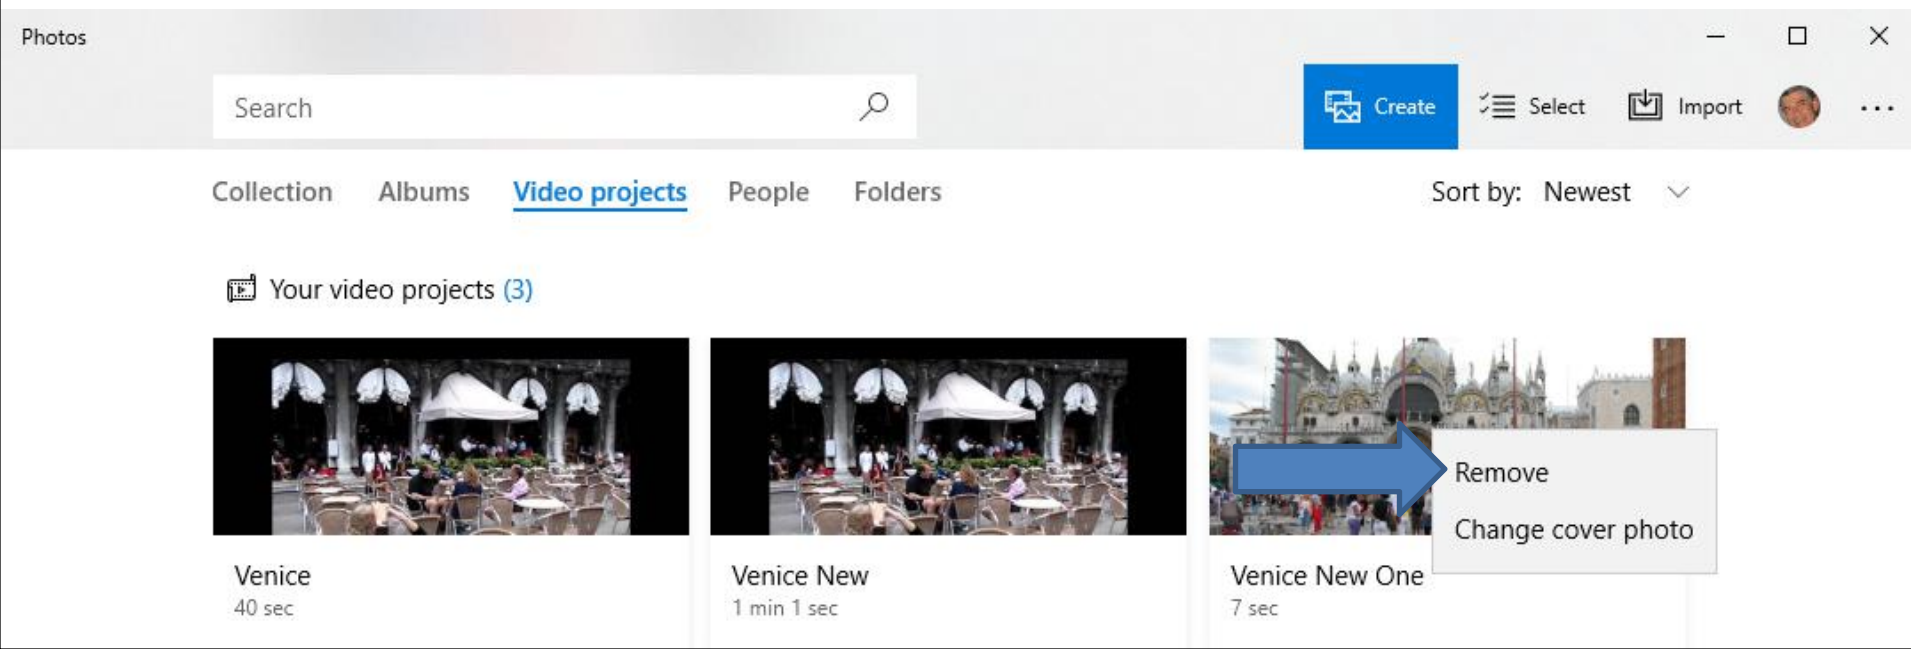 Photos
Search
Create Select Import
Collection Albums Video projects People Folders Sort by: Newest
Your video projects (3)
Remove
Change cover photo
Venice Venice New Venice New One
40 sec 1 min 1 sec 7 sec